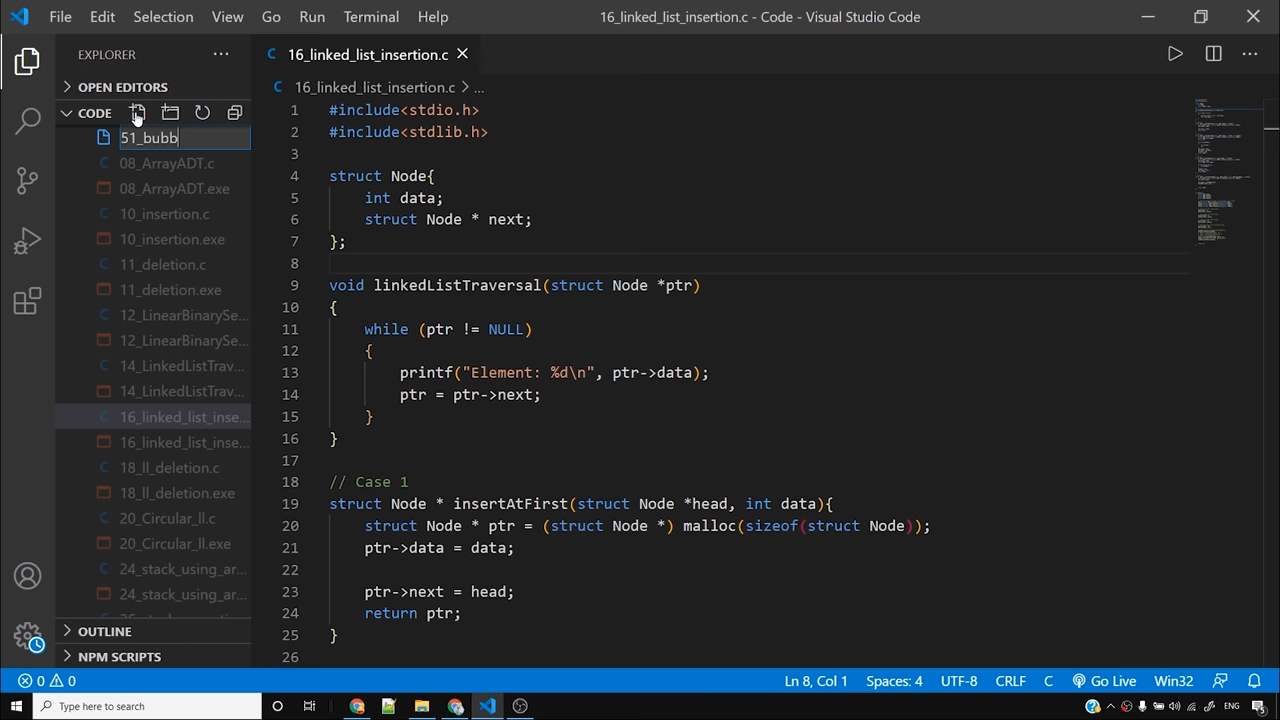 File Edit Selection View Go Run Terminal Help
16_linked_list_insertion.c - Code - Visual Studio Code
EXPLORER
OPEN EDITORS
CODE
51_bubb
08_ArrayADT.c
08_ArrayADT.exe
10_insertion.c
10_insertion.exe
11_deletion.c
11_deletion.exe
12_LinearBinarySe...
12_LinearBinarySe...
14_LinkedListTrav...
14_LinkedListTrav...
16_linked_list_inse...
16_linked_list_inse...
18_ll_deletion.c
18_ll_deletion.exe
20_Circular_ll.c
20_Circular_ll.exe
24_stack_using_ar...
24_stack_using_ar...
OUTLINE
NPM SCRIPTS
C 16_linked_list_insertion.c
C 16_linked_list_insertion.c > ...
1 #include<stdio.h>
2 #include<stdlib.h>
3
4 struct Node{
5 int data;
6 struct Node * next;
7 };
8
9 void linkedListTraversal(struct Node *ptr)
10 {
11 while (ptr != NULL)
12 {
13 printf("Element: %d\n", ptr->data);
14 ptr = ptr->next;
15 }
16 }
17
18 // Case 1
19 struct Node * insertAtFirst(struct Node *head, int data){
20 struct Node * ptr = (struct Node *) malloc(sizeof(struct Node));
21 ptr->data = data;
22
23 ptr->next = head;
24 return ptr;
25 }
26
0 0
Ln 8, Col 1 Spaces: 4 UTF-8 CRLF C Go Live Win32
Type here to search
ENG